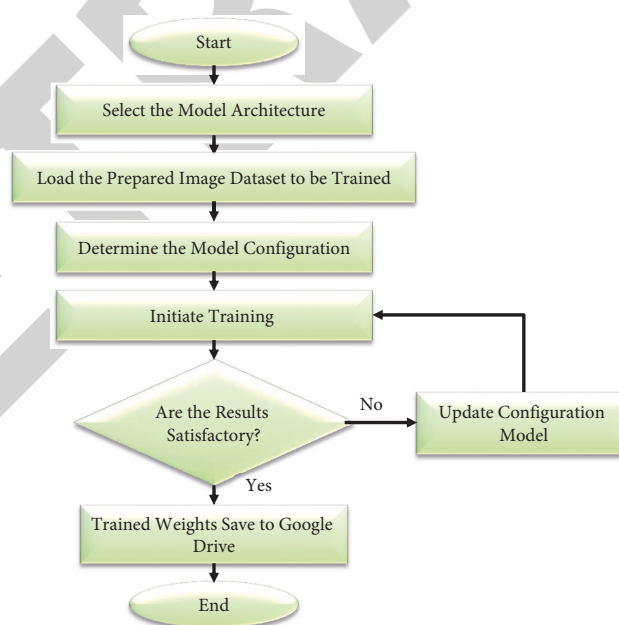 Start
Select the Model Architecture
Load the Prepared Image Dataset to be Trained
Determine the Model Configuration
Initiate Training
Are the Results
Satisfactory?
No
Update Configuration
Model
Yes
Trained Weights Save to Google
Drive
End